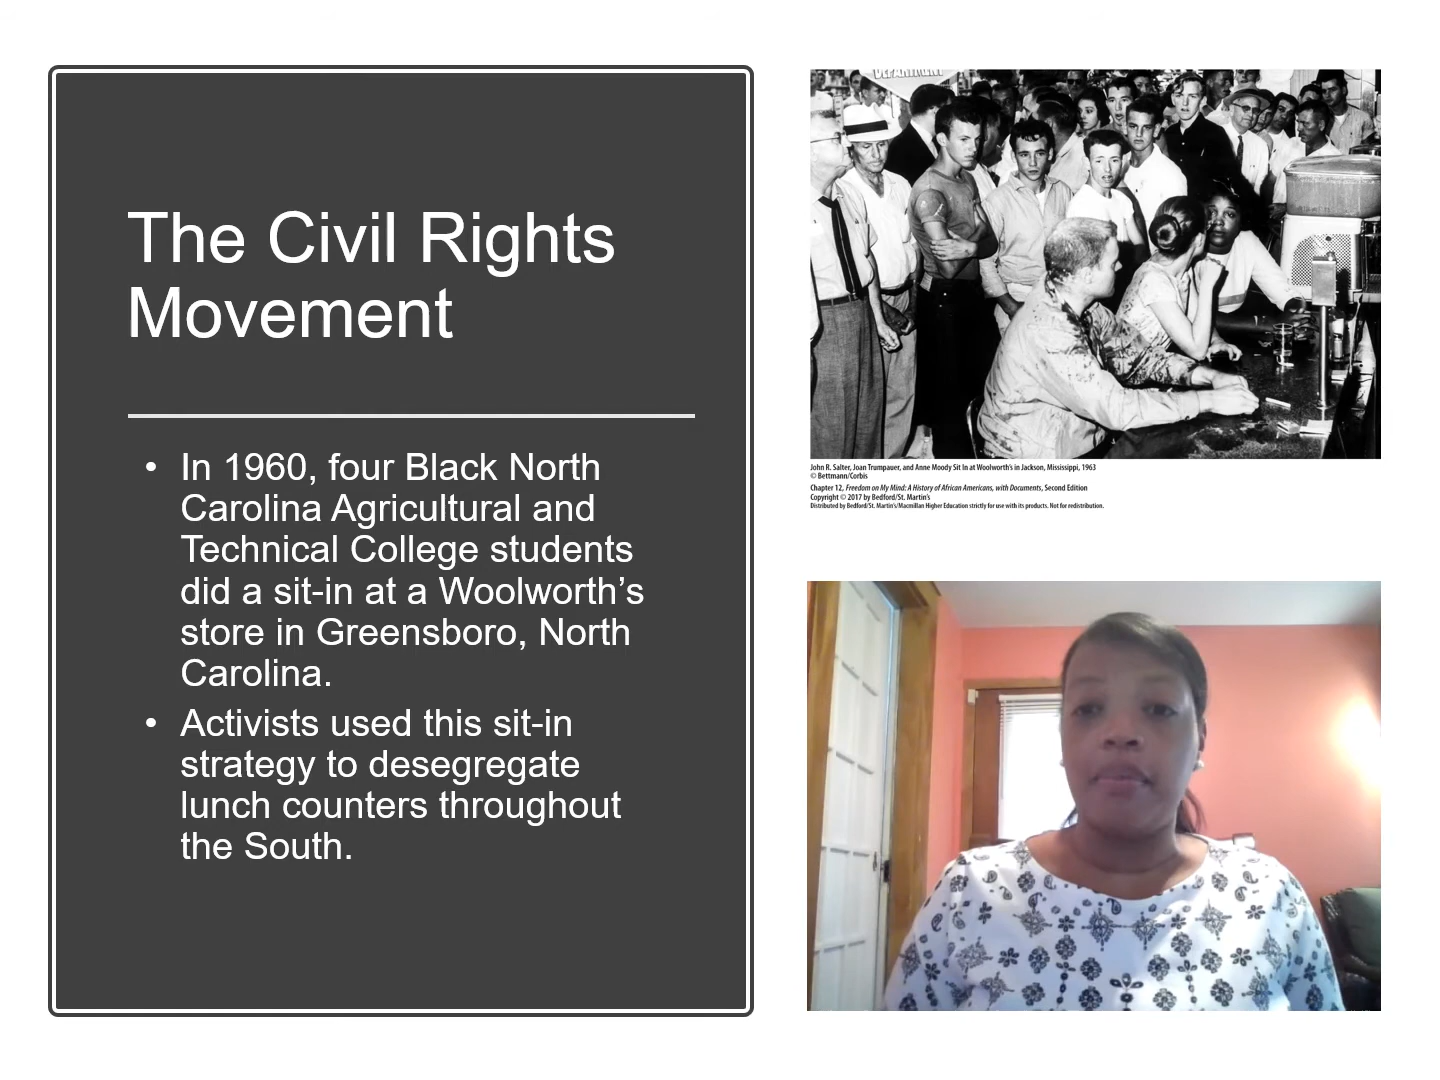 The Civil Rights
Movement
• In 1960, four Black North
Carolina Agricultural and
Technical College students
did a sit-in at a Woolworth’s
store in Greensboro, North
Carolina.
• Activists used this sit-in
strategy to desegregate
lunch counters throughout
the South.
DEPARTMENT
John R. Salter, Joan Trumpauer, and Anne Moody Sit In at Woolworth's in Jackson, Mississippi, 1963
© Bettmann/Corbis
Chapter 12, Freedom on My Mind: A History of African Americans, with Documents, Second Edition
Copyright © 2017 by Bedford/St. Martin's
Distributed by Bedford/St. Martin's/Macmillan Higher Education strictly for use with its products. Not for redistribution.